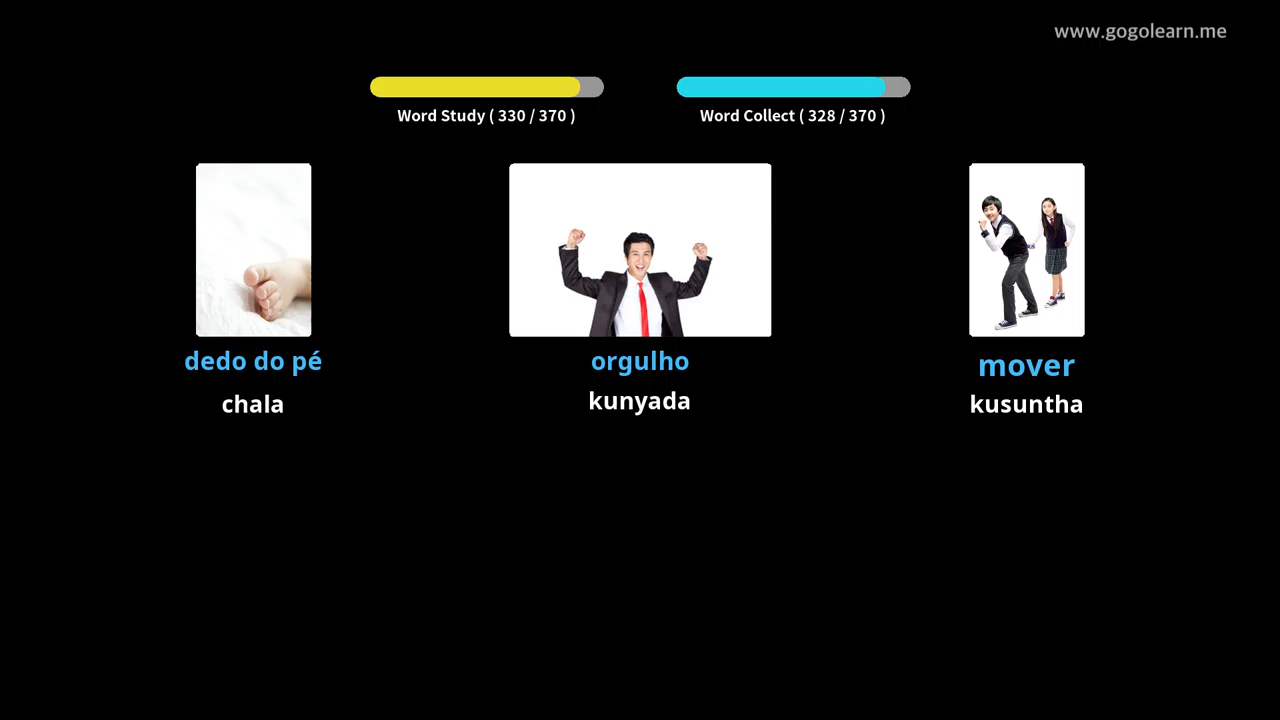 www.gogolearn.me
Word Study ( 330 / 370 )
Word Collect ( 328 / 370 )
dedo do pé
orgulho
mover
chala
kunyada
kusuntha